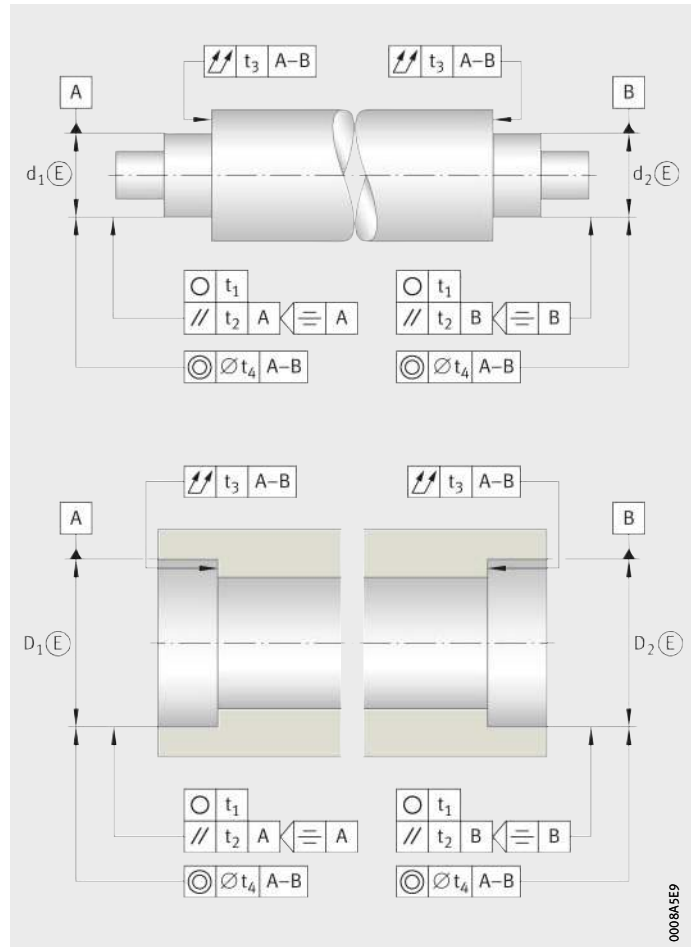 ⌰ t3 A–B ⌰ t3 A–B
A B
d1 Ⓔ d2 Ⓔ
○ t1 ○ t1
// t2 A ⌯ A // t2 B ⌯ B
◎ ∅t4 A–B ◎ ∅t4 A–B
⌰ t3 A–B ⌰ t3 A–B
A B
D1 Ⓔ D2 Ⓔ
○ t1 ○ t1
// t2 A ⌯ A // t2 B ⌯ B
◎ ∅t4 A–B ◎ ∅t4 A–B
0008A5E9